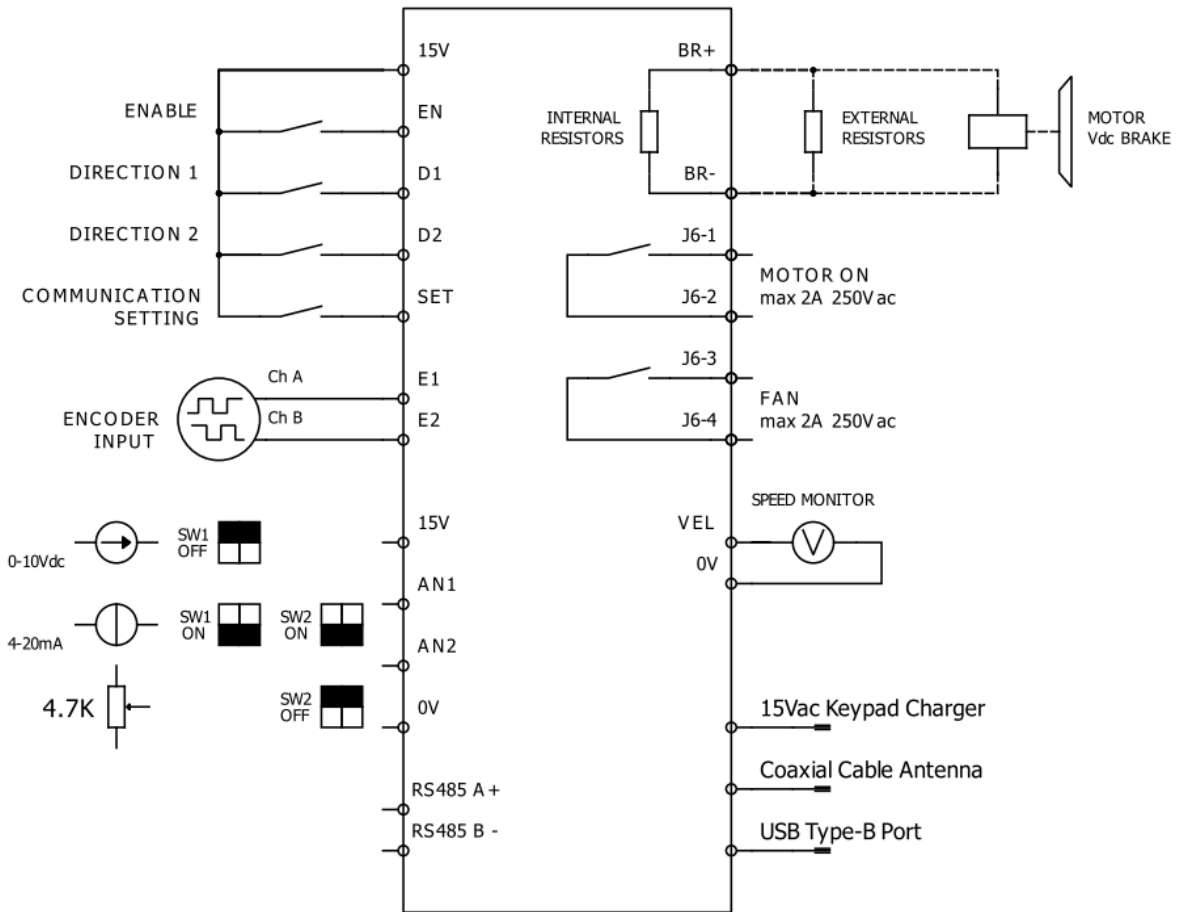 15V
ENABLE
EN
DIRECTION 1
D1
DIRECTION 2
D2
COMMUNICATION
SETTING
SET
ENCODER
INPUT
Ch A
E1
Ch B
E2
0-10Vdc
SW1
OFF
15V
AN1
4-20mA
SW1
ON
SW2
ON
AN2
4.7K
SW2
OFF
0V
RS485 A +
RS485 B -
BR+
INTERNAL
RESISTORS
EXTERNAL
RESISTORS
MOTOR
Vdc BRAKE
BR-
J6-1
MOTOR ON
max 2A 250Vac
J6-2
J6-3
FAN
max 2A 250Vac
J6-4
SPEED MONITOR
VEL
V
0V
15Vac Keypad Charger
Coaxial Cable Antenna
USB Type-B Port